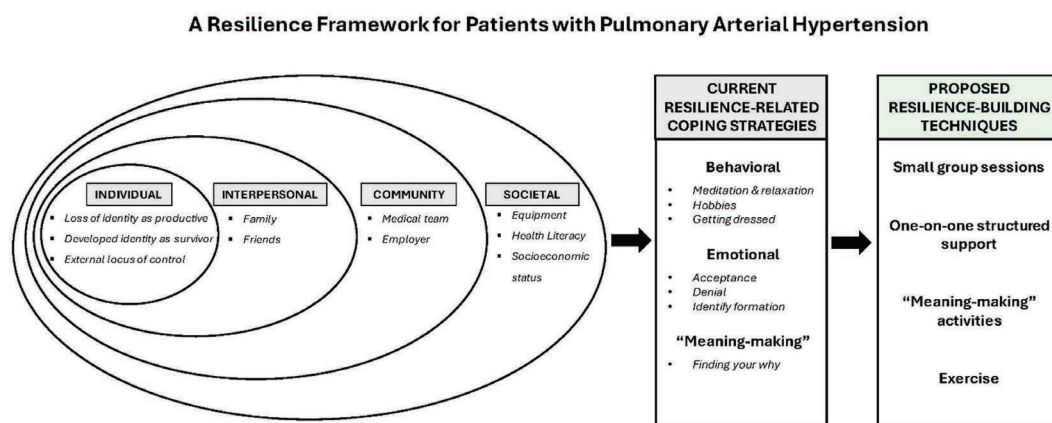 A Resilience Framework for Patients with Pulmonary Arterial Hypertension
INDIVIDUAL
Loss of identity as productive
Developed identity as survivor
External locus of control
INTERPERSONAL
Family
Friends
COMMUNITY
Medical team
Employer
SOCIETAL
Equipment
Health Literacy
Socioeconomic
status
CURRENT
RESILIENCE-RELATED
COPING STRATEGIES
Behavioral
Meditation & relaxation
Hobbies
Getting dressed
Emotional
Acceptance
Denial
Identify formation
“Meaning-making”
Finding your why
PROPOSED
RESILIENCE-BUILDING
TECHNIQUES
Small group sessions
One-on-one structured
support
“Meaning-making”
activities
Exercise